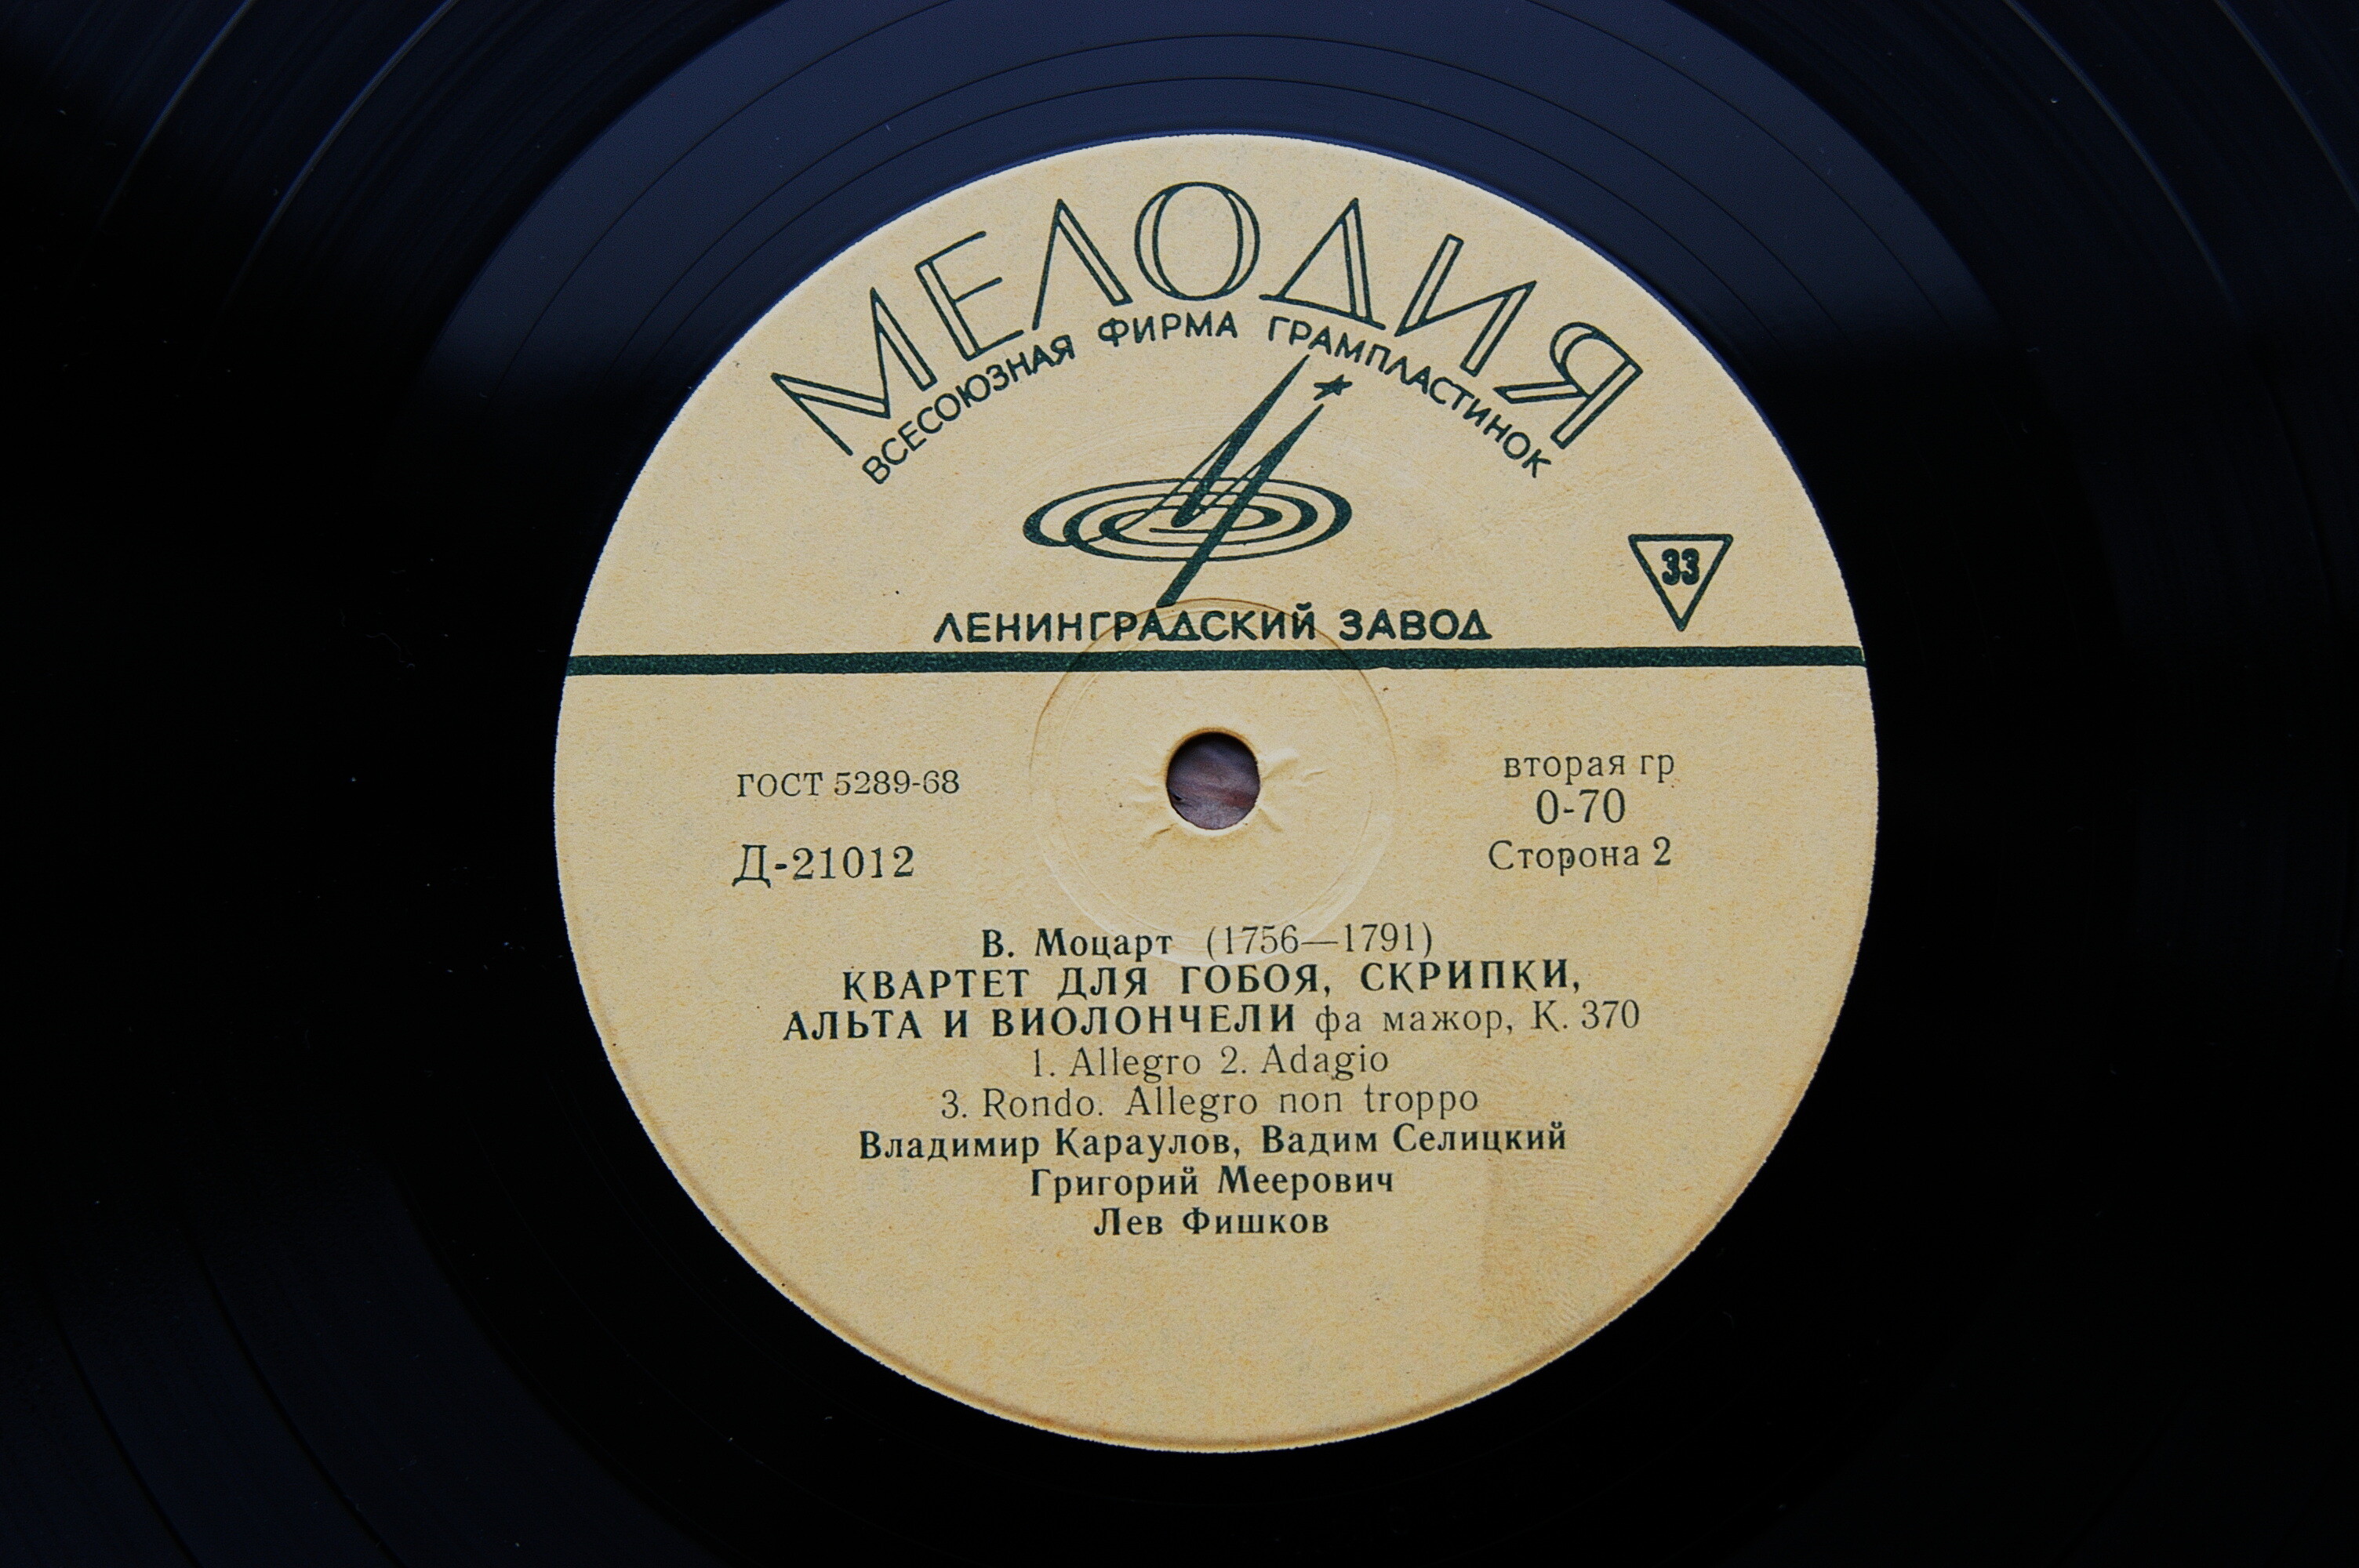 МЕЛОДИЯ
ВСЕСОЮЗНАЯ ФИРМА ГРАМПЛАСТИНОК
33
ЛЕНИНГРАДСКИЙ ЗАВОД
ГОСТ 5289-68
Д-21012
вторая гр
0-70
Сторона 2
В. Моцарт (1756—1791)
КВАРТЕТ ДЛЯ ГОБОЯ, СКРИПКИ,
АЛЬТА И ВИОЛОНЧЕЛИ фа мажор, К. 370
1. Allegro 2. Adagio
3. Rondo. Allegro non troppo
Владимир Караулов, Вадим Селицкий
Григорий Меерович
Лев Фишков